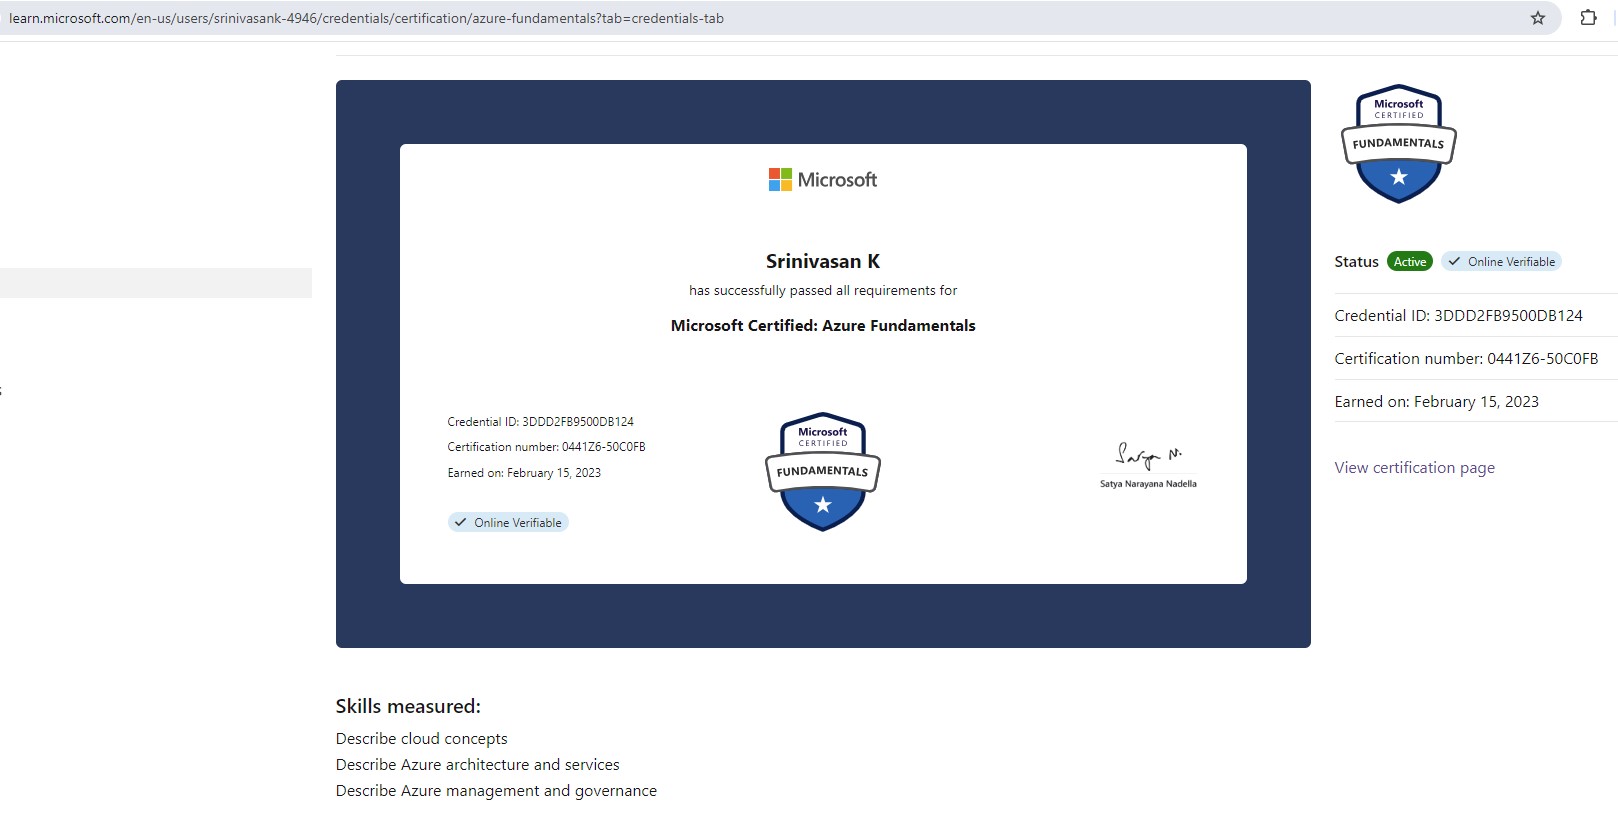 learn.microsoft.com/en-us/users/srinivasank-4946/credentials/certification/azure-fundamentals?tab=credentials-tab
Microsoft
Srinivasan K
has successfully passed all requirements for
Microsoft Certified: Azure Fundamentals
Credential ID: 3DDD2FB9500DB124
Certification number: 0441Z6-50C0FB
Earned on: February 15, 2023
Online Verifiable
Microsoft
CERTIFIED
FUNDAMENTALS
Satya N.
Satya Narayana Nadella
Microsoft
CERTIFIED
FUNDAMENTALS
Status Active Online Verifiable
Credential ID: 3DDD2FB9500DB124
Certification number: 0441Z6-50C0FB
Earned on: February 15, 2023
View certification page
Skills measured:
Describe cloud concepts
Describe Azure architecture and services
Describe Azure management and governance